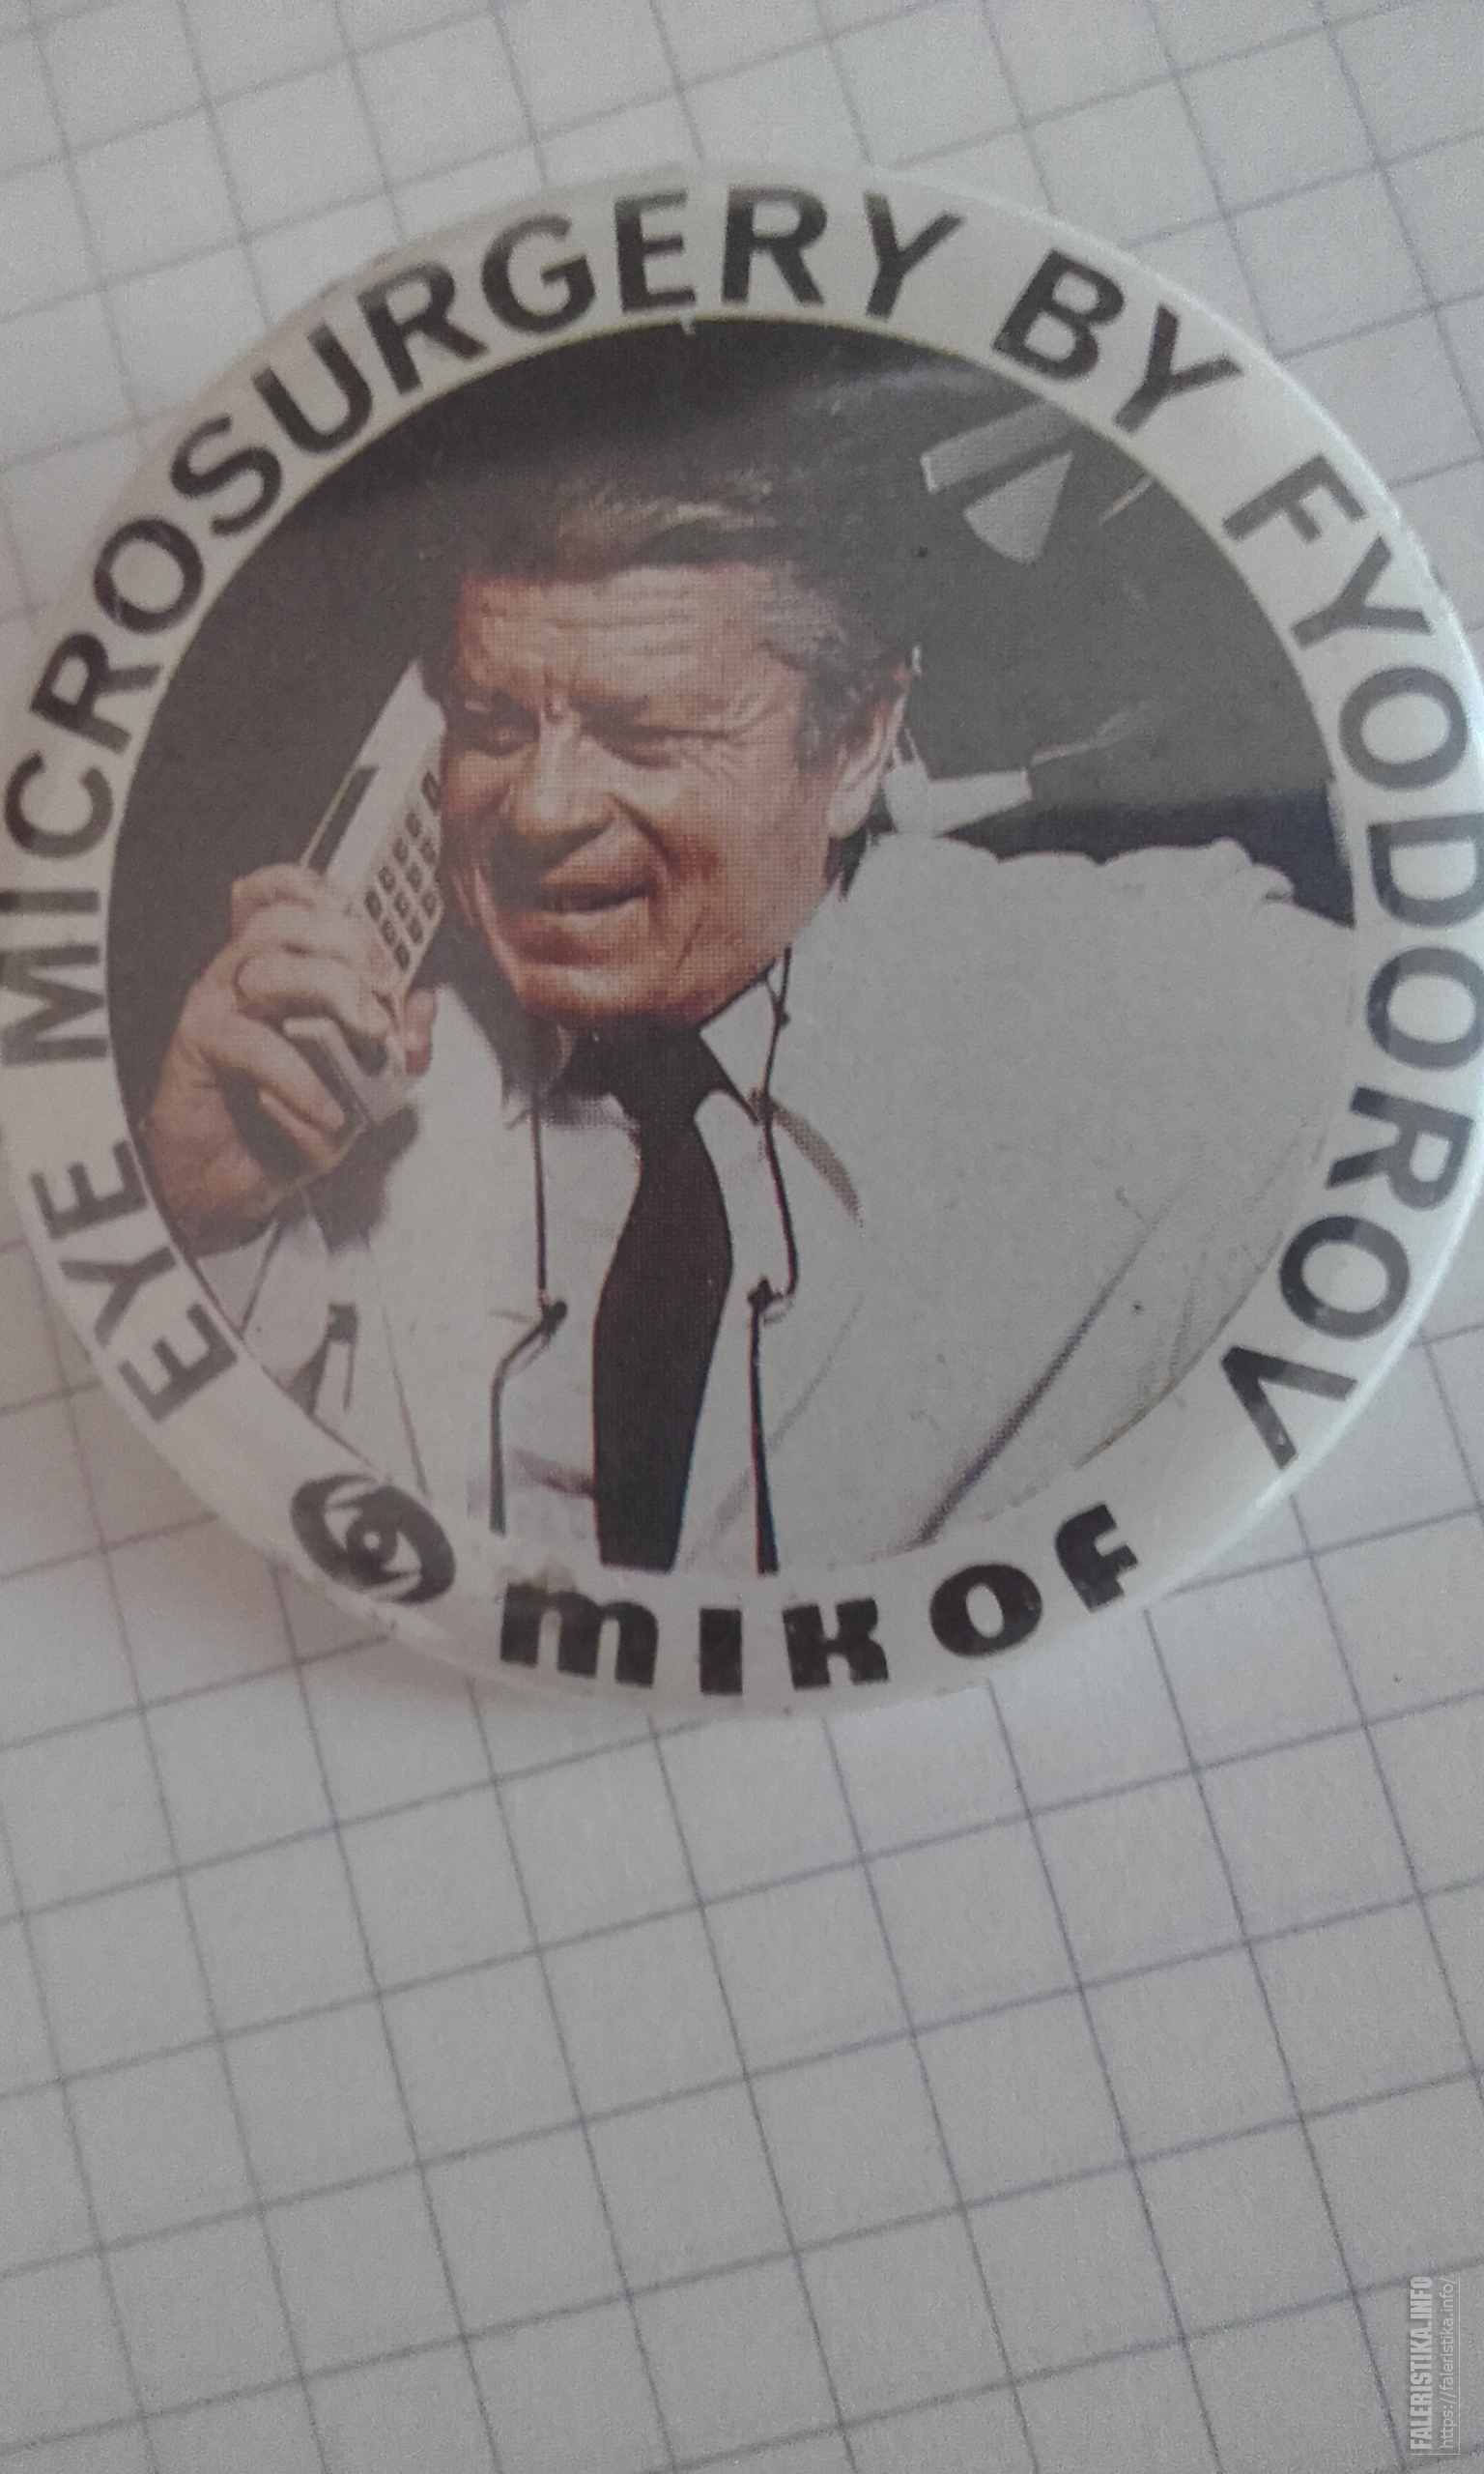 EYE MICROSURGERY BY FYODOROV
MIKOF
FALERISTIKA.INFO
https://faleristika.info/